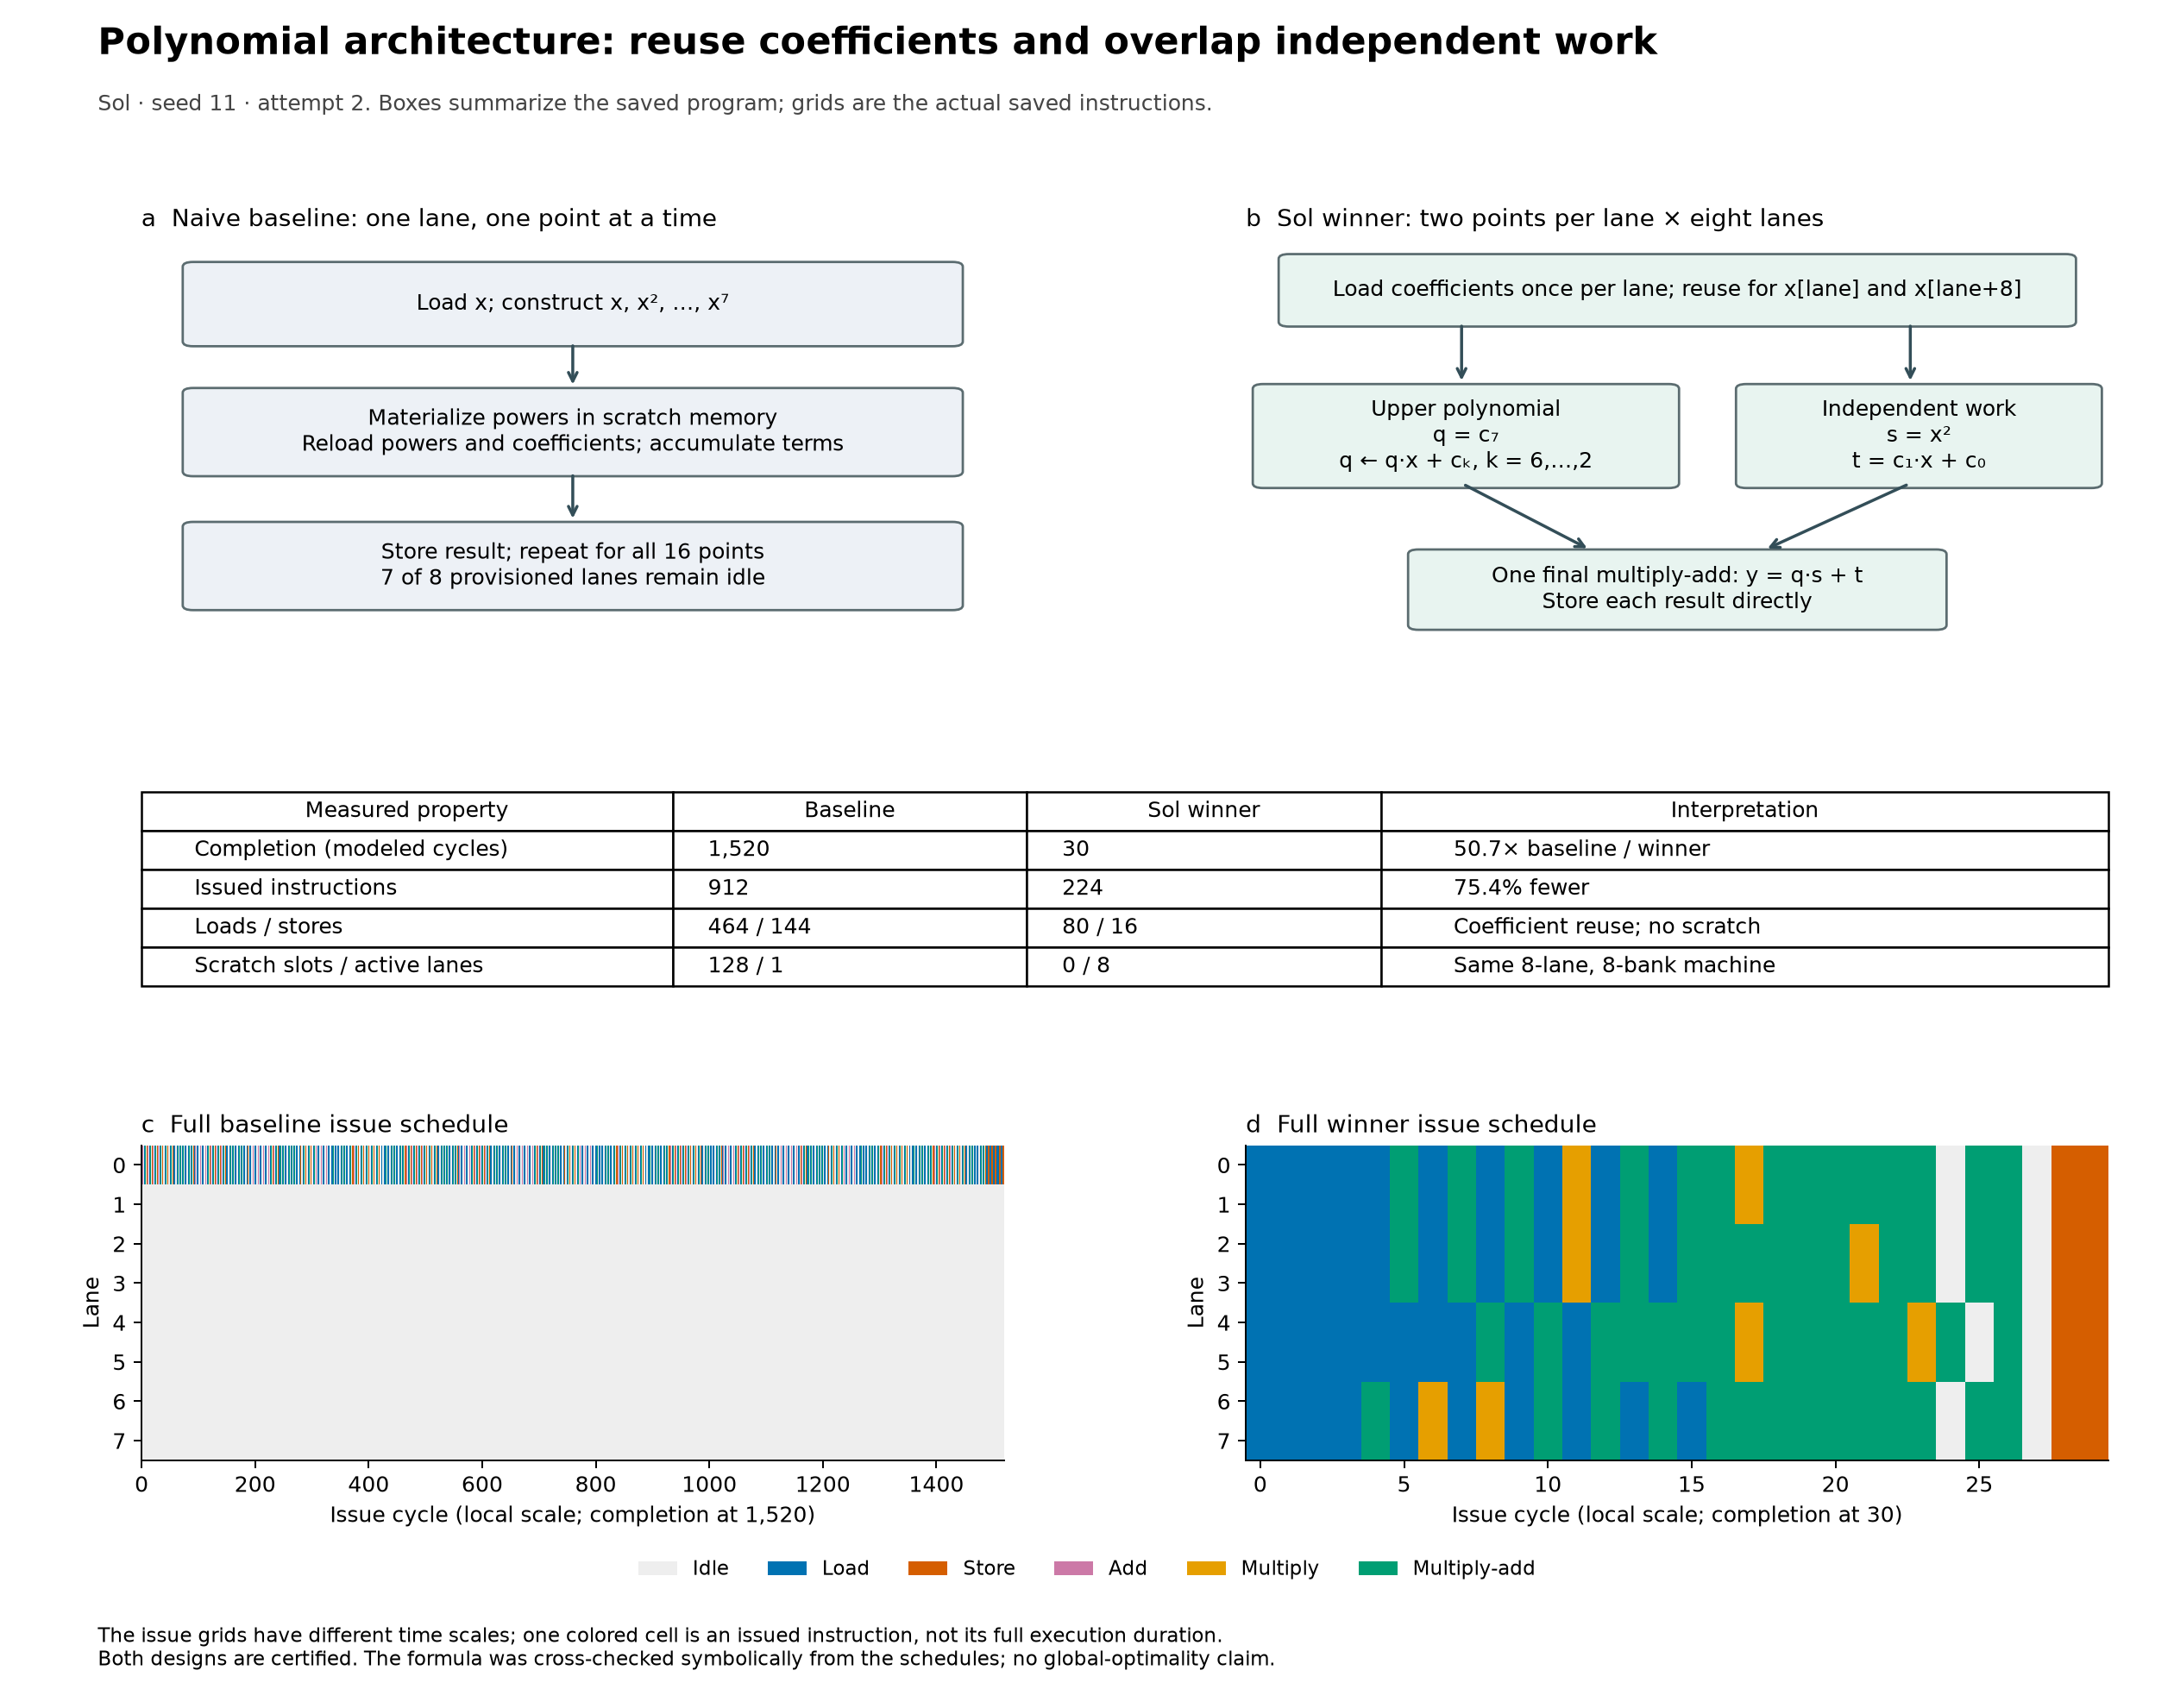 Polynomial architecture: reuse coefficients and overlap independent work
Sol · seed 11 · attempt 2. Boxes summarize the saved program; grids are the actual saved instructions.
a Naive baseline: one lane, one point at a time
Load x; construct x, x², …, x⁷
Materialize powers in scratch memory
Reload powers and coefficients; accumulate terms
Store result; repeat for all 16 points
7 of 8 provisioned lanes remain idle
b Sol winner: two points per lane × eight lanes
Load coefficients once per lane; reuse for x[lane] and x[lane+8]
Upper polynomial
q = c₇
q ← q·x + cₖ, k = 6,…,2
Independent work
s = x²
t = c₁·x + c₀
One final multiply-add: y = q·s + t
Store each result directly
Measured property Baseline Sol winner Interpretation
Completion (modeled cycles) 1,520 30 50.7× baseline / winner
Issued instructions 912 224 75.4% fewer
Loads / stores 464 / 144 80 / 16 Coefficient reuse; no scratch
Scratch slots / active lanes 128 / 1 0 / 8 Same 8-lane, 8-bank machine
c Full baseline issue schedule
Lane
0
1
2
3
4
5
6
7
0 200 400 600 800 1000 1200 1400
Issue cycle (local scale; completion at 1,520)
d Full winner issue schedule
Lane
0
1
2
3
4
5
6
7
0 5 10 15 20 25
Issue cycle (local scale; completion at 30)
Idle Load Store Add Multiply Multiply-add
The issue grids have different time scales; one colored cell is an issued instruction, not its full execution duration.
Both designs are certified. The formula was cross-checked symbolically from the schedules; no global-optimality claim.